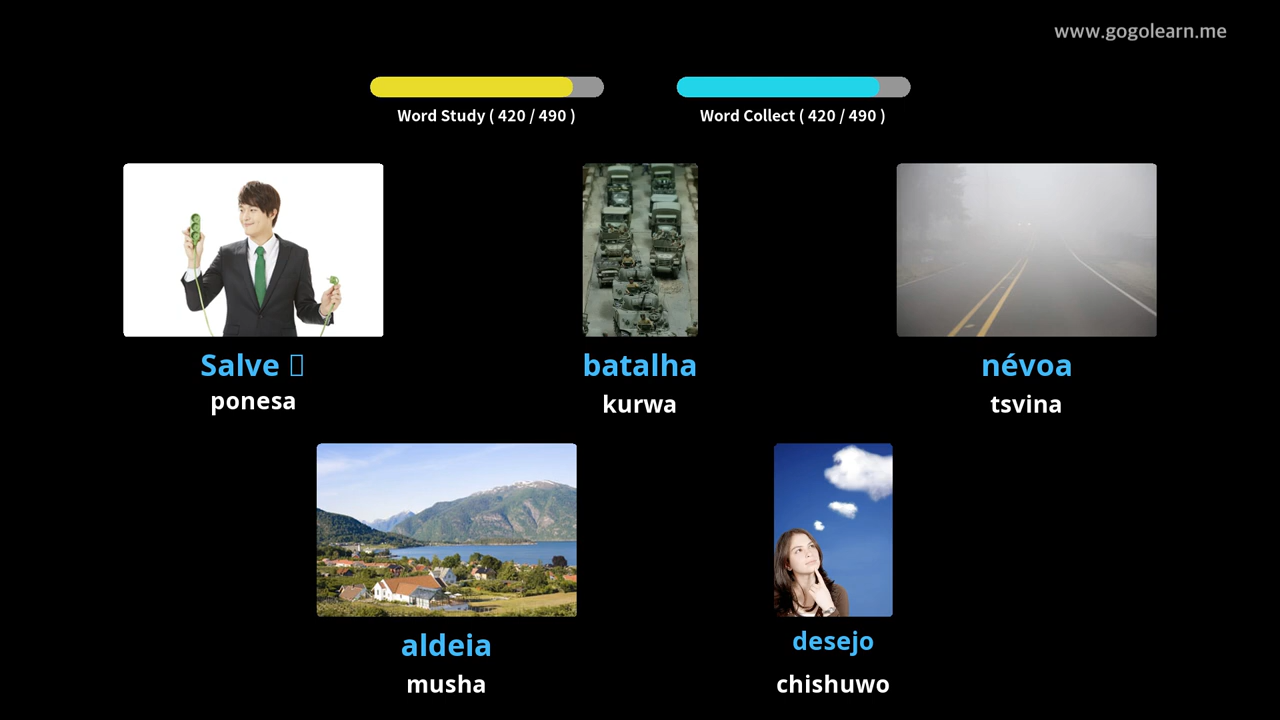 www.gogolearn.me
Word Study ( 420 / 490 )
Word Collect ( 420 / 490 )
Salve
ponesa
batalha
kurwa
névoa
tsvina
aldeia
musha
desejo
chishuwo